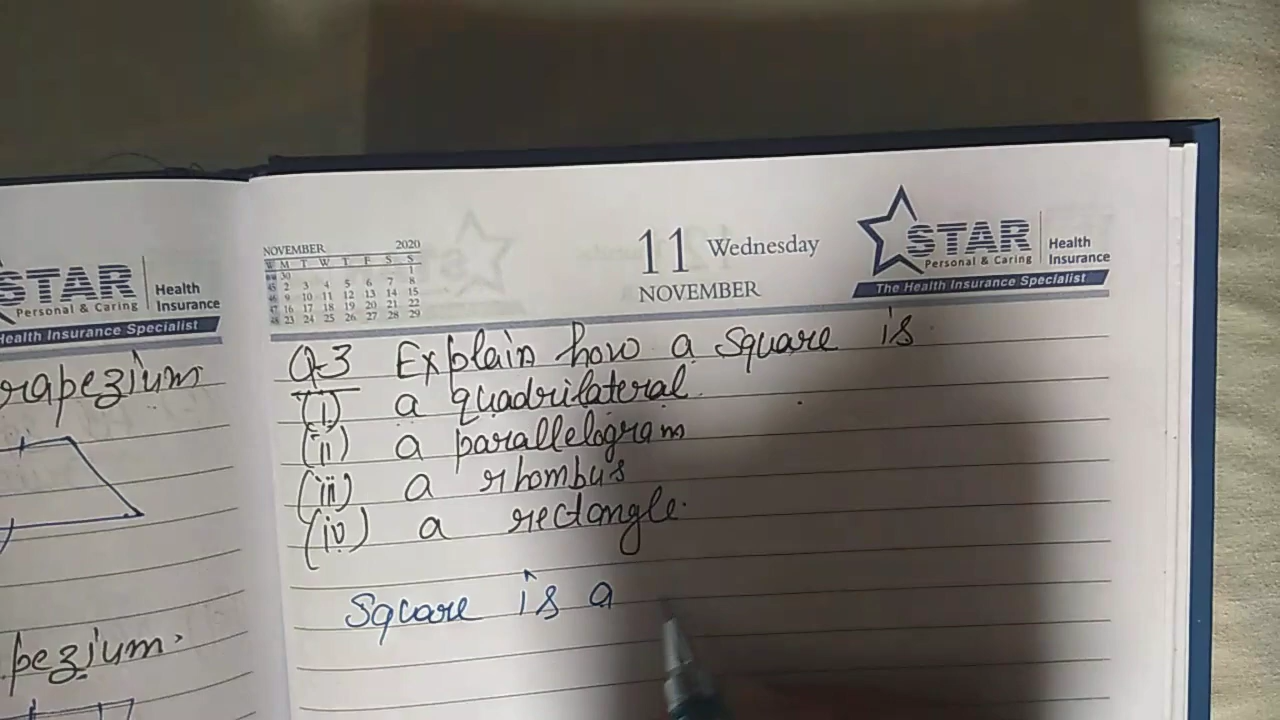 STAR
Personal & Caring
Health
Insurance
Health Insurance Specialist
rapezium
pezium.
NOVEMBER 2020
M T W T F S S
30 1
2 3 4 5 6 7 8
9 10 11 12 13 14 15
16 17 18 19 20 21 22
23 24 25 26 27 28 29
11 Wednesday
NOVEMBER
STAR
Personal & Caring
Health
Insurance
The Health Insurance Specialist
Q-3 Explain how a square is
(i) a quadrilateral.
(ii) a parallelogram
(iii) a rhombus
(iv) a rectangle.
Square is a